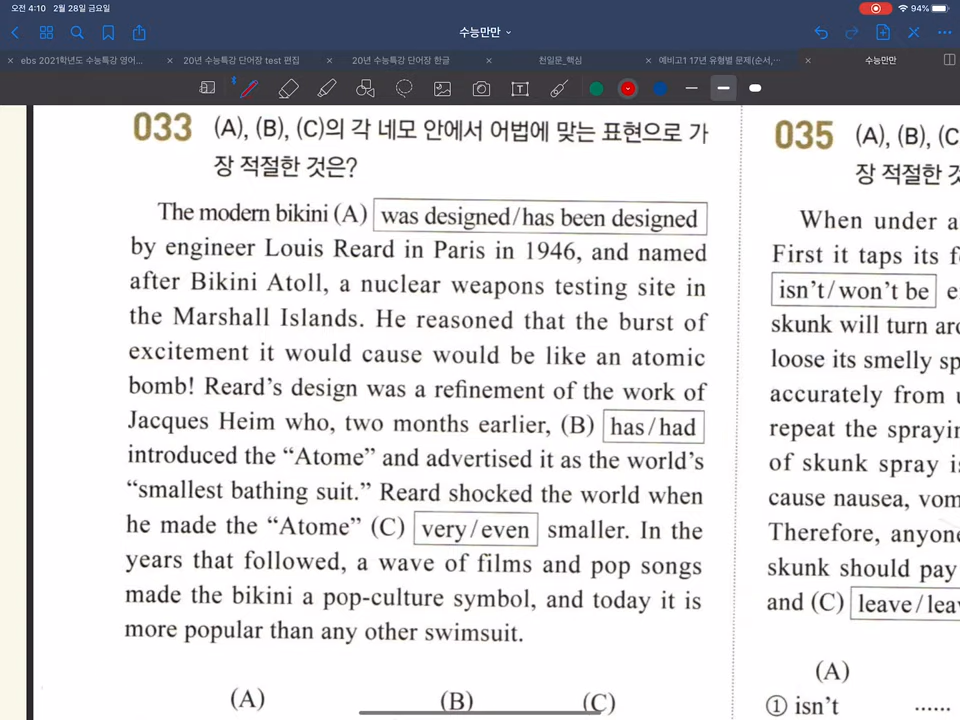 오전 4:10 2월 28일 금요일 94%
수능만만
ebs 2021학년도 수능특강 영어... 20년 수능특강 단어장 test 편집 20년 수능특강 단어장 한글 천일문_핵심 예비고1 17년 유형별 문제(순서,... 수능만만
033 (A), (B), (C)의 각 네모 안에서 어법에 맞는 표현으로 가
장 적절한 것은?
The modern bikini (A) was designed/has been designed
by engineer Louis Reard in Paris in 1946, and named
after Bikini Atoll, a nuclear weapons testing site in
the Marshall Islands. He reasoned that the burst of
excitement it would cause would be like an atomic
bomb! Reard's design was a refinement of the work of
Jacques Heim who, two months earlier, (B) has/had
introduced the “Atome” and advertised it as the world's
“smallest bathing suit.” Reard shocked the world when
he made the “Atome” (C) very/even smaller. In the
years that followed, a wave of films and pop songs
made the bikini a pop-culture symbol, and today it is
more popular than any other swimsuit.
(A) (B) (C)
035 (A), (B), (C
장 적절한
When under a
First it taps its
isn't/won't be
skunk will turn
loose its smelly
accurately from
repeat the
of skunk spray
cause nausea,
Therefore,
skunk should pay
and (C) leave/
(A)
① isn't ......